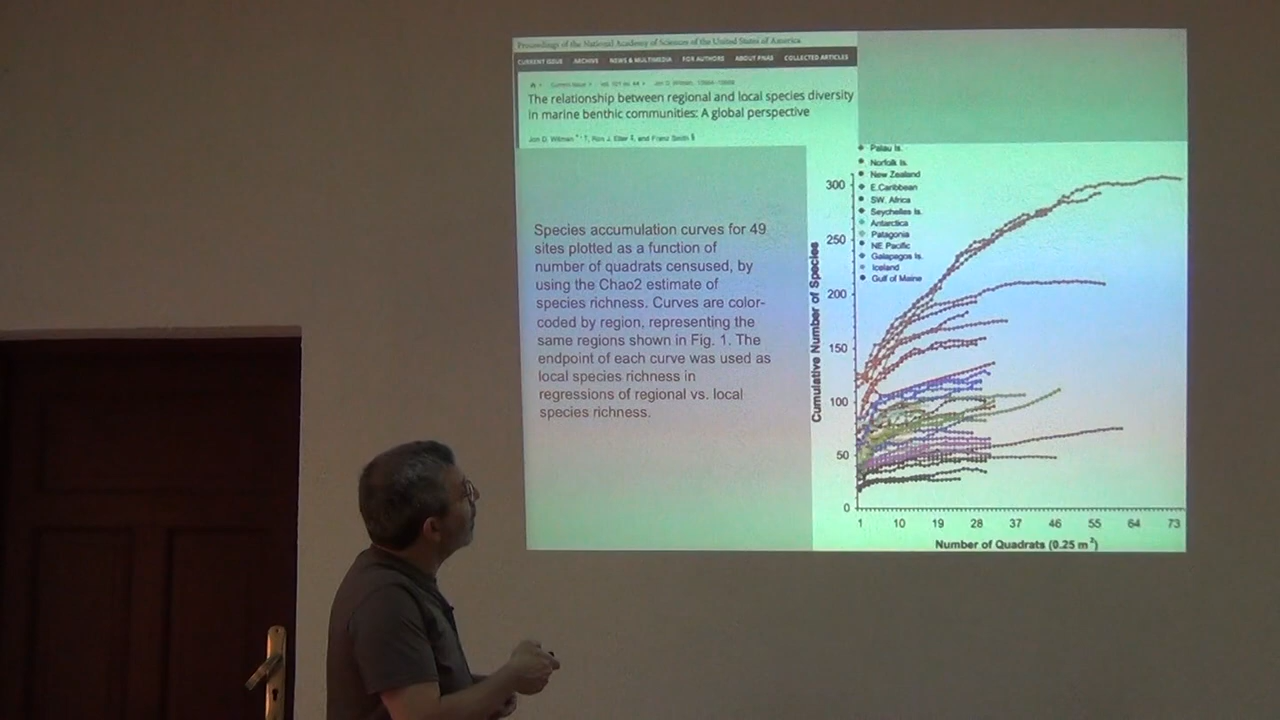 Proceedings of the National Academy of Sciences of the United States of America
CURRENT ISSUE ARCHIVE NEWS & MULTIMEDIA FOR AUTHORS ABOUT PNAS COLLECTED ARTICLES
The relationship between regional and local species diversity
in marine benthic communities: A global perspective
Jon D. Witman, Ron J. Etter, and Franz Smith
Species accumulation curves for 49
sites plotted as a function of
number of quadrats censused, by
using the Chao2 estimate of
species richness. Curves are color-
coded by region, representing the
same regions shown in Fig. 1. The
endpoint of each curve was used as
local species richness in
regressions of regional vs. local
species richness.
Palau Is.
Norfolk Is.
New Zealand
E.Caribbean
SW. Africa
Seychelles Is.
Antarctica
Patagonia
NE Pacific
Galapagos Is.
Iceland
Gulf of Maine
Cumulative Number of Species
300
250
200
150
100
50
0
1 10 19 28 37 46 55 64 73
Number of Quadrats (0.25 m²)